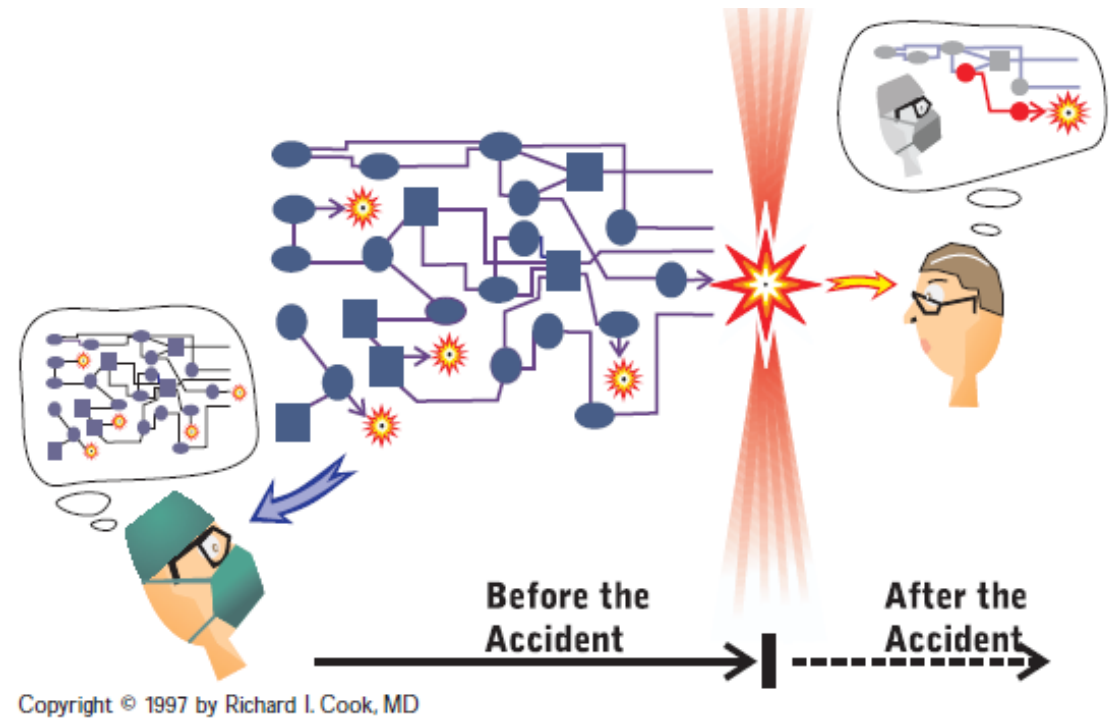 Before the
Accident
After the
Accident
Copyright © 1997 by Richard I. Cook, MD